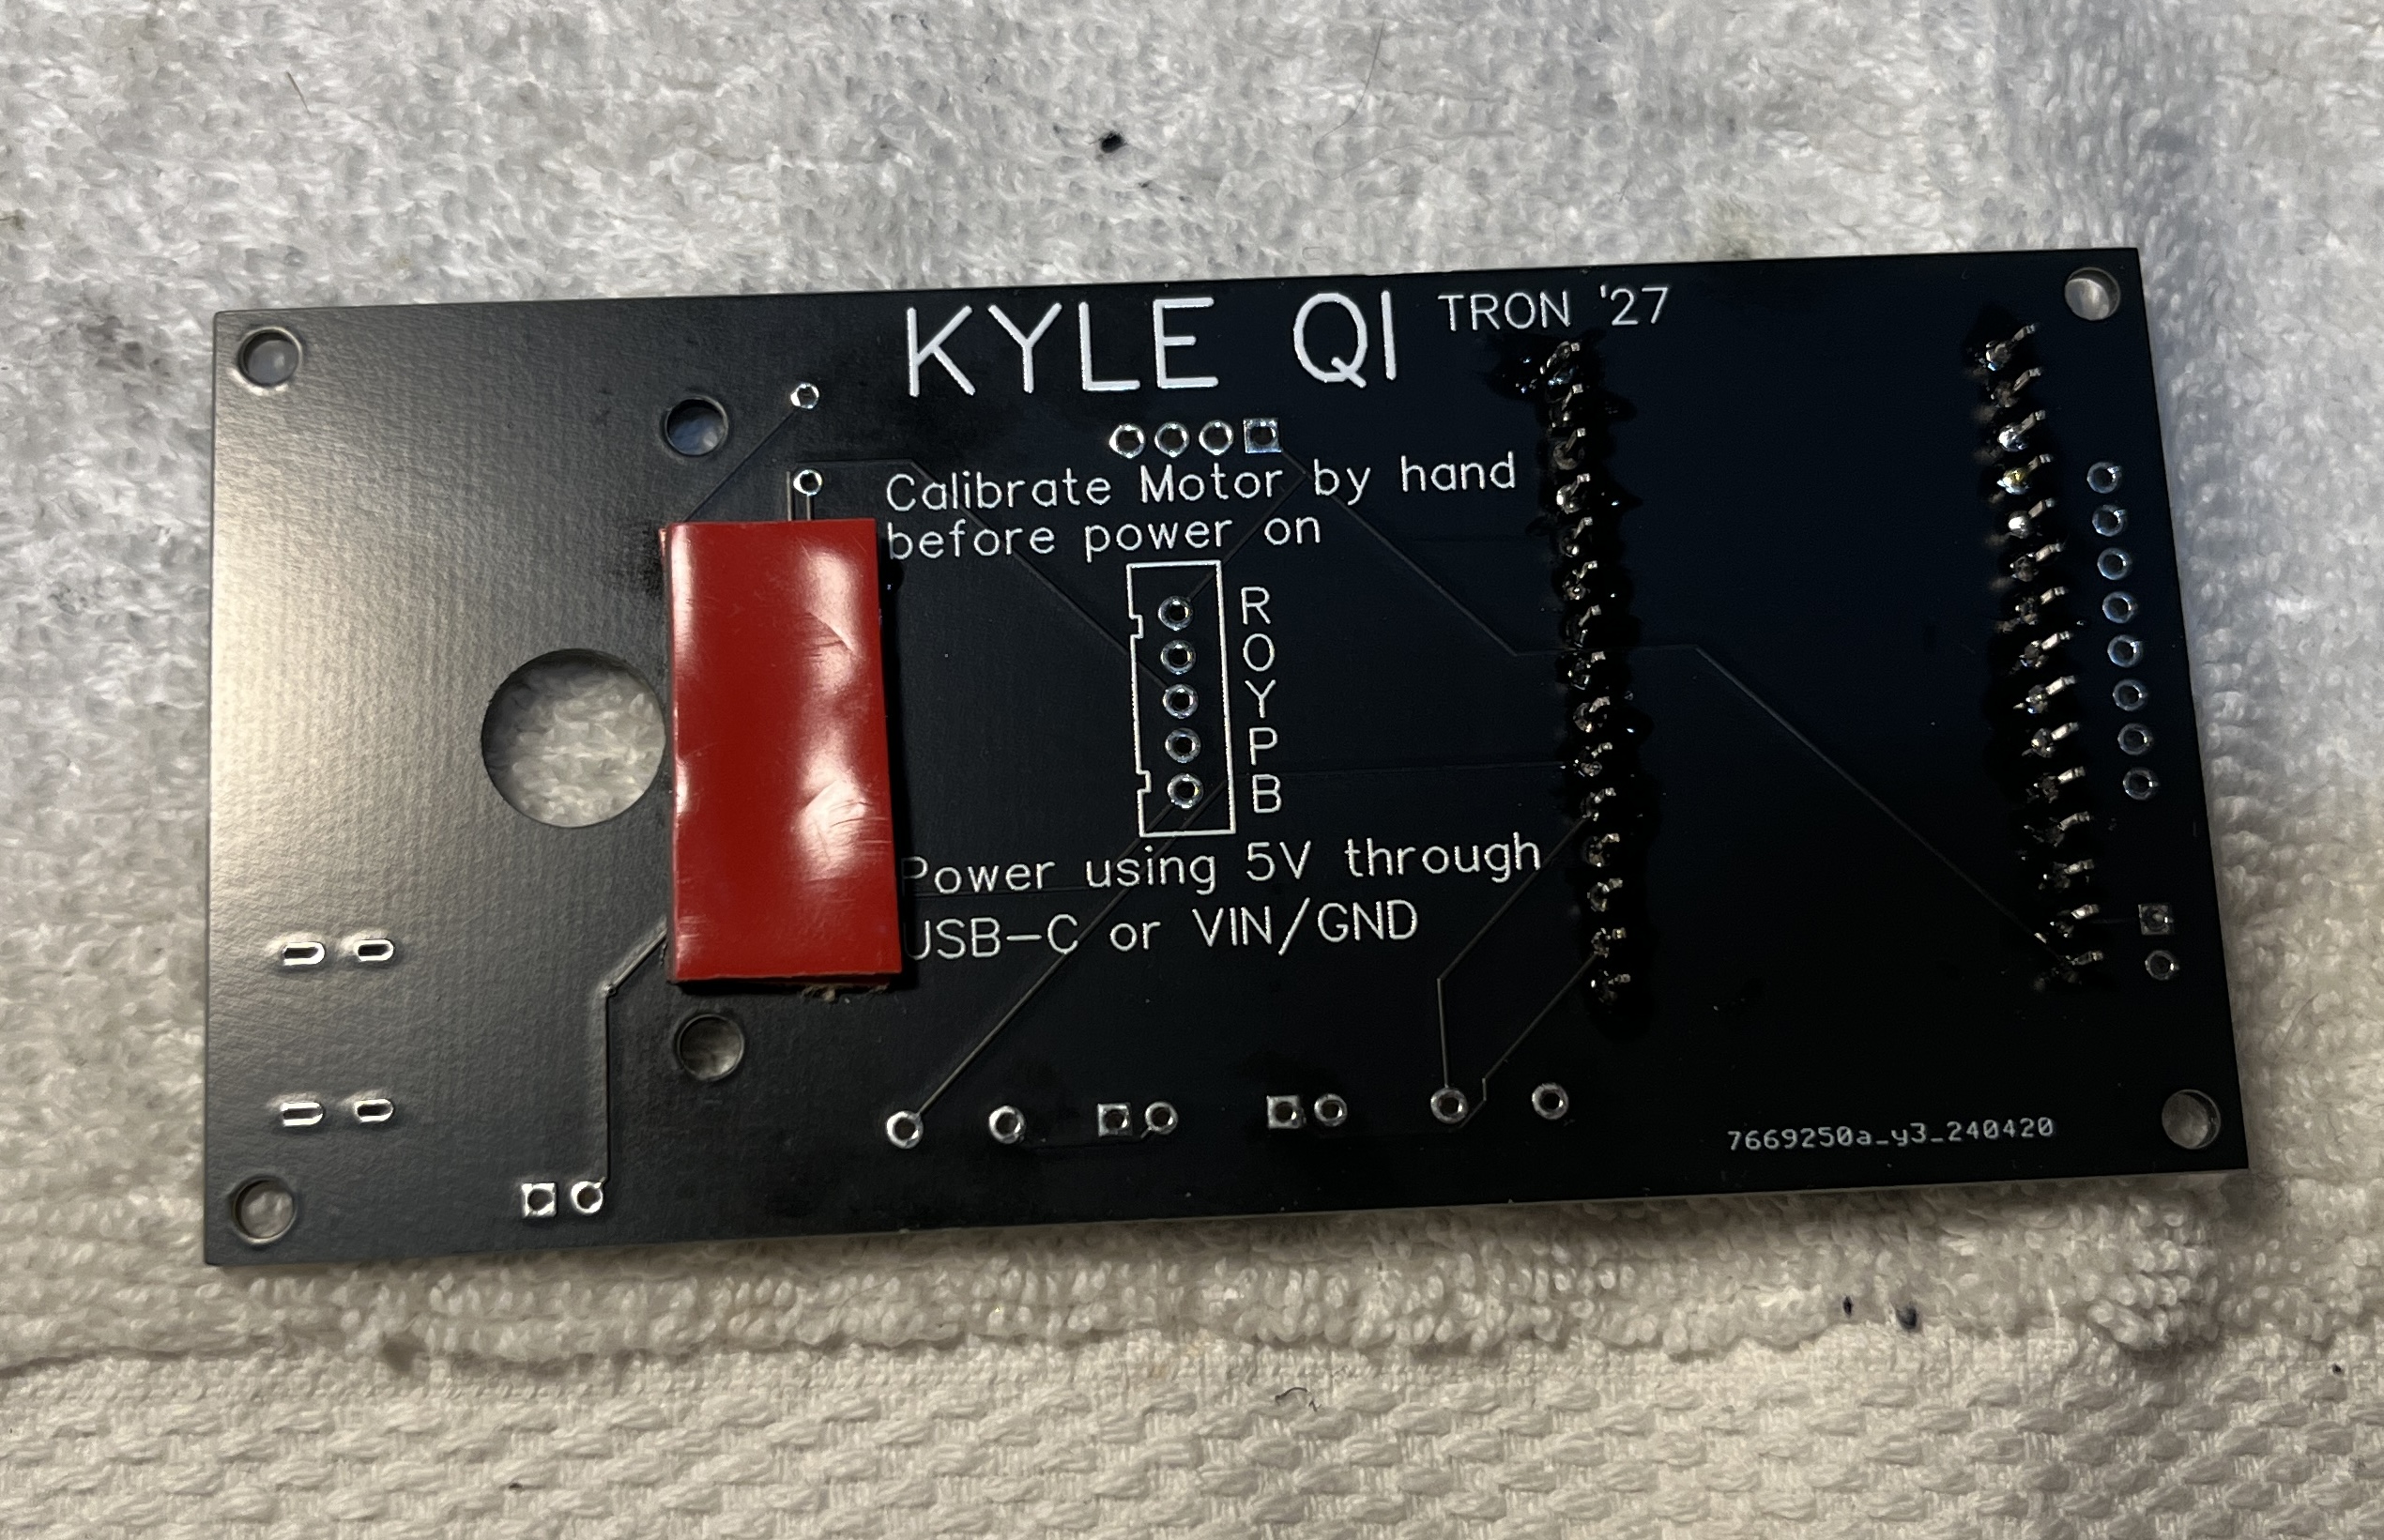 KYLE QI TRON '27
Calibrate Motor by hand
before power on
R
O
Y
P
B
Power using 5V through
USB-C or VIN/GND
7669250a_y3_240420